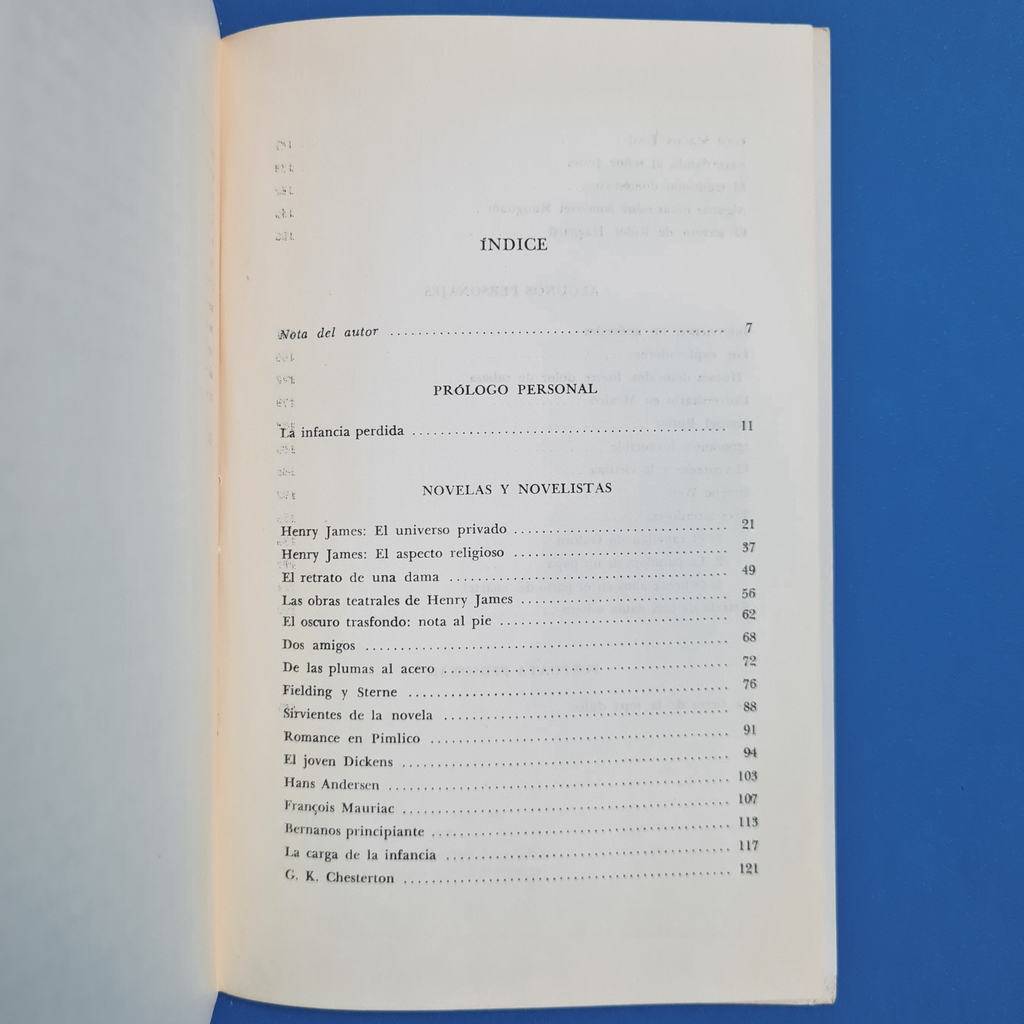 ÍNDICE
Nota del autor ................................................ 7
PRÓLOGO PERSONAL
La infancia perdida ............................................ 11
NOVELAS Y NOVELISTAS
Henry James: El universo privado .............................. 21
Henry James: El aspecto religioso .............................. 37
El retrato de una dama ........................................ 49
Las obras teatrales de Henry James ............................. 56
El oscuro trasfondo: nota al pie ................................ 62
Dos amigos ................................................... 68
De las plumas al acero ......................................... 72
Fielding y Sterne .............................................. 76
Sirvientes de la novela ......................................... 88
Romance en Pimlico ........................................... 91
El joven Dickens .............................................. 94
Hans Andersen ................................................ 103
François Mauriac .............................................. 107
Bernanos principiante .......................................... 113
La carga de la infancia ......................................... 117
G. K. Chesterton .............................................. 121